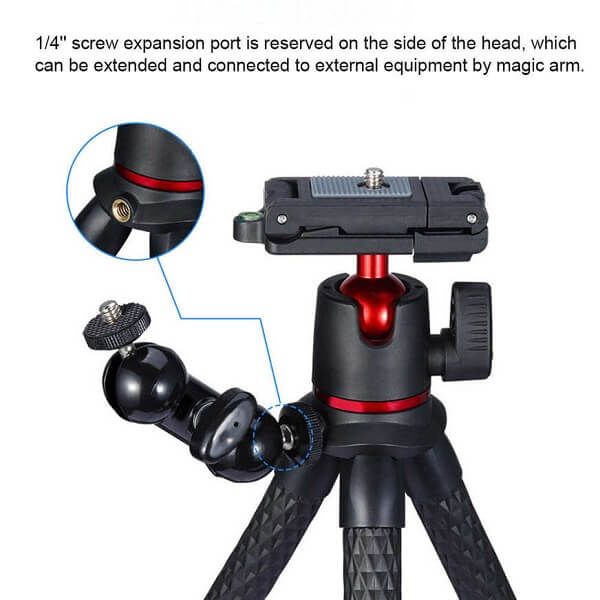 1/4" screw expansion port is reserved on the side of the head, which
can be extended and connected to external equipment by magic arm.